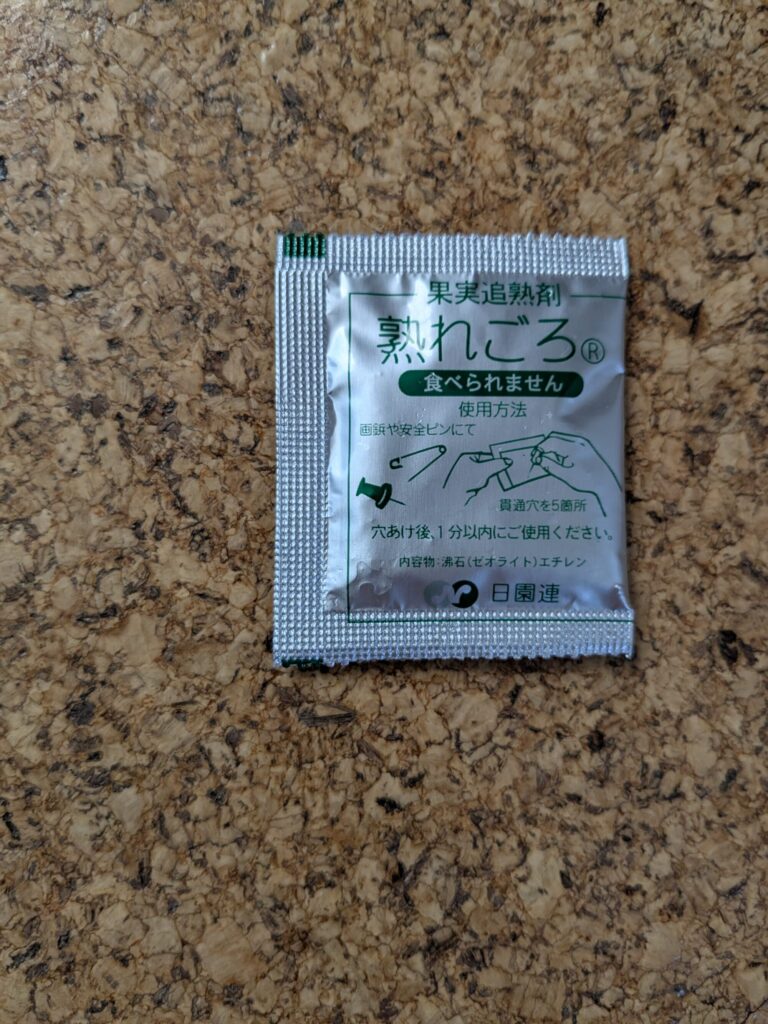 果実追熟剤
熟れごろ®
食べられません
使用方法
画鋲や安全ピンにて
貫通穴を5箇所
穴あけ後、1分以内にご使用ください。
内容物:沸石(ゼオライト)エチレン
日園連